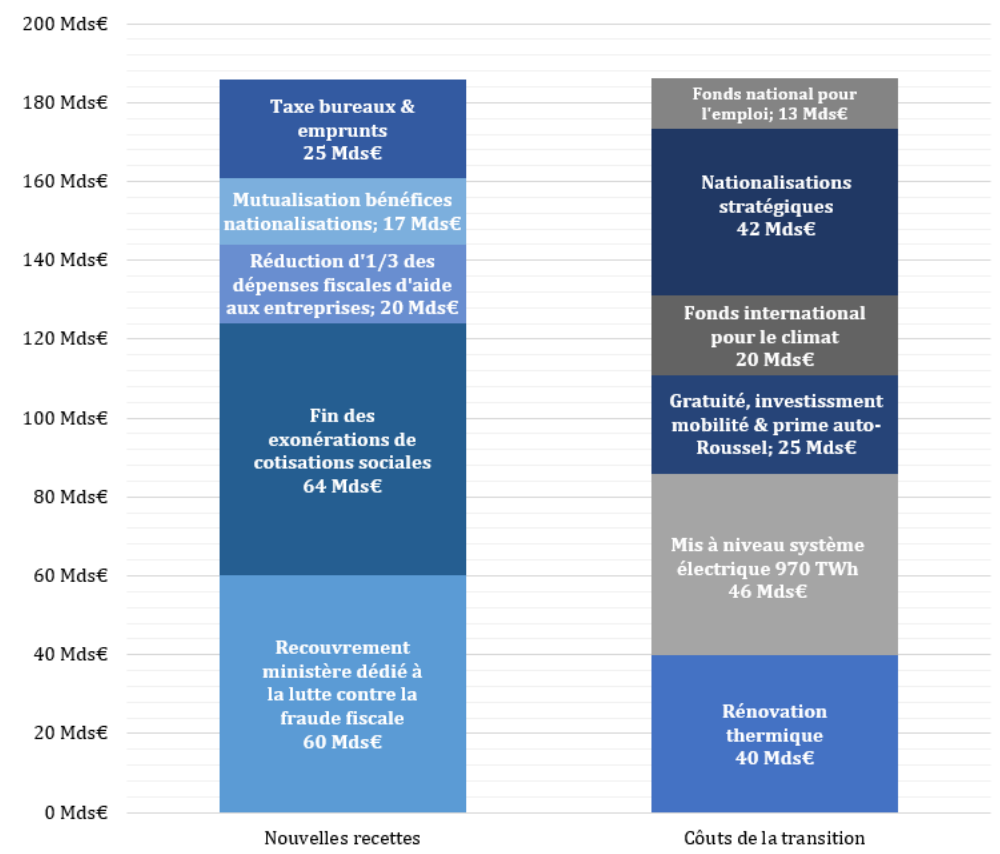 200 Mds€
180 Mds€
160 Mds€
140 Mds€
120 Mds€
100 Mds€
80 Mds€
60 Mds€
40 Mds€
20 Mds€
0 Mds€
Taxe bureaux &
emprunts
25 Mds€
Mutualisation bénéfices
nationalisations; 17 Mds€
Réduction d'1/3 des
dépenses fiscales d'aide
aux entreprises; 20 Mds€
Fin des
exonérations de
cotisations sociales
64 Mds€
Recouvrement
ministère dédié à
la lutte contre la
fraude fiscale
60 Mds€
Fonds national pour
l'emploi; 13 Mds€
Nationalisations
stratégiques
42 Mds€
Fonds international
pour le climat
20 Mds€
Gratuité, investissment
mobilité & prime auto-
Roussel; 25 Mds€
Mis à niveau système
électrique 970 TWh
46 Mds€
Rénovation
thermique
40 Mds€
Nouvelles recettes
Côuts de la transition